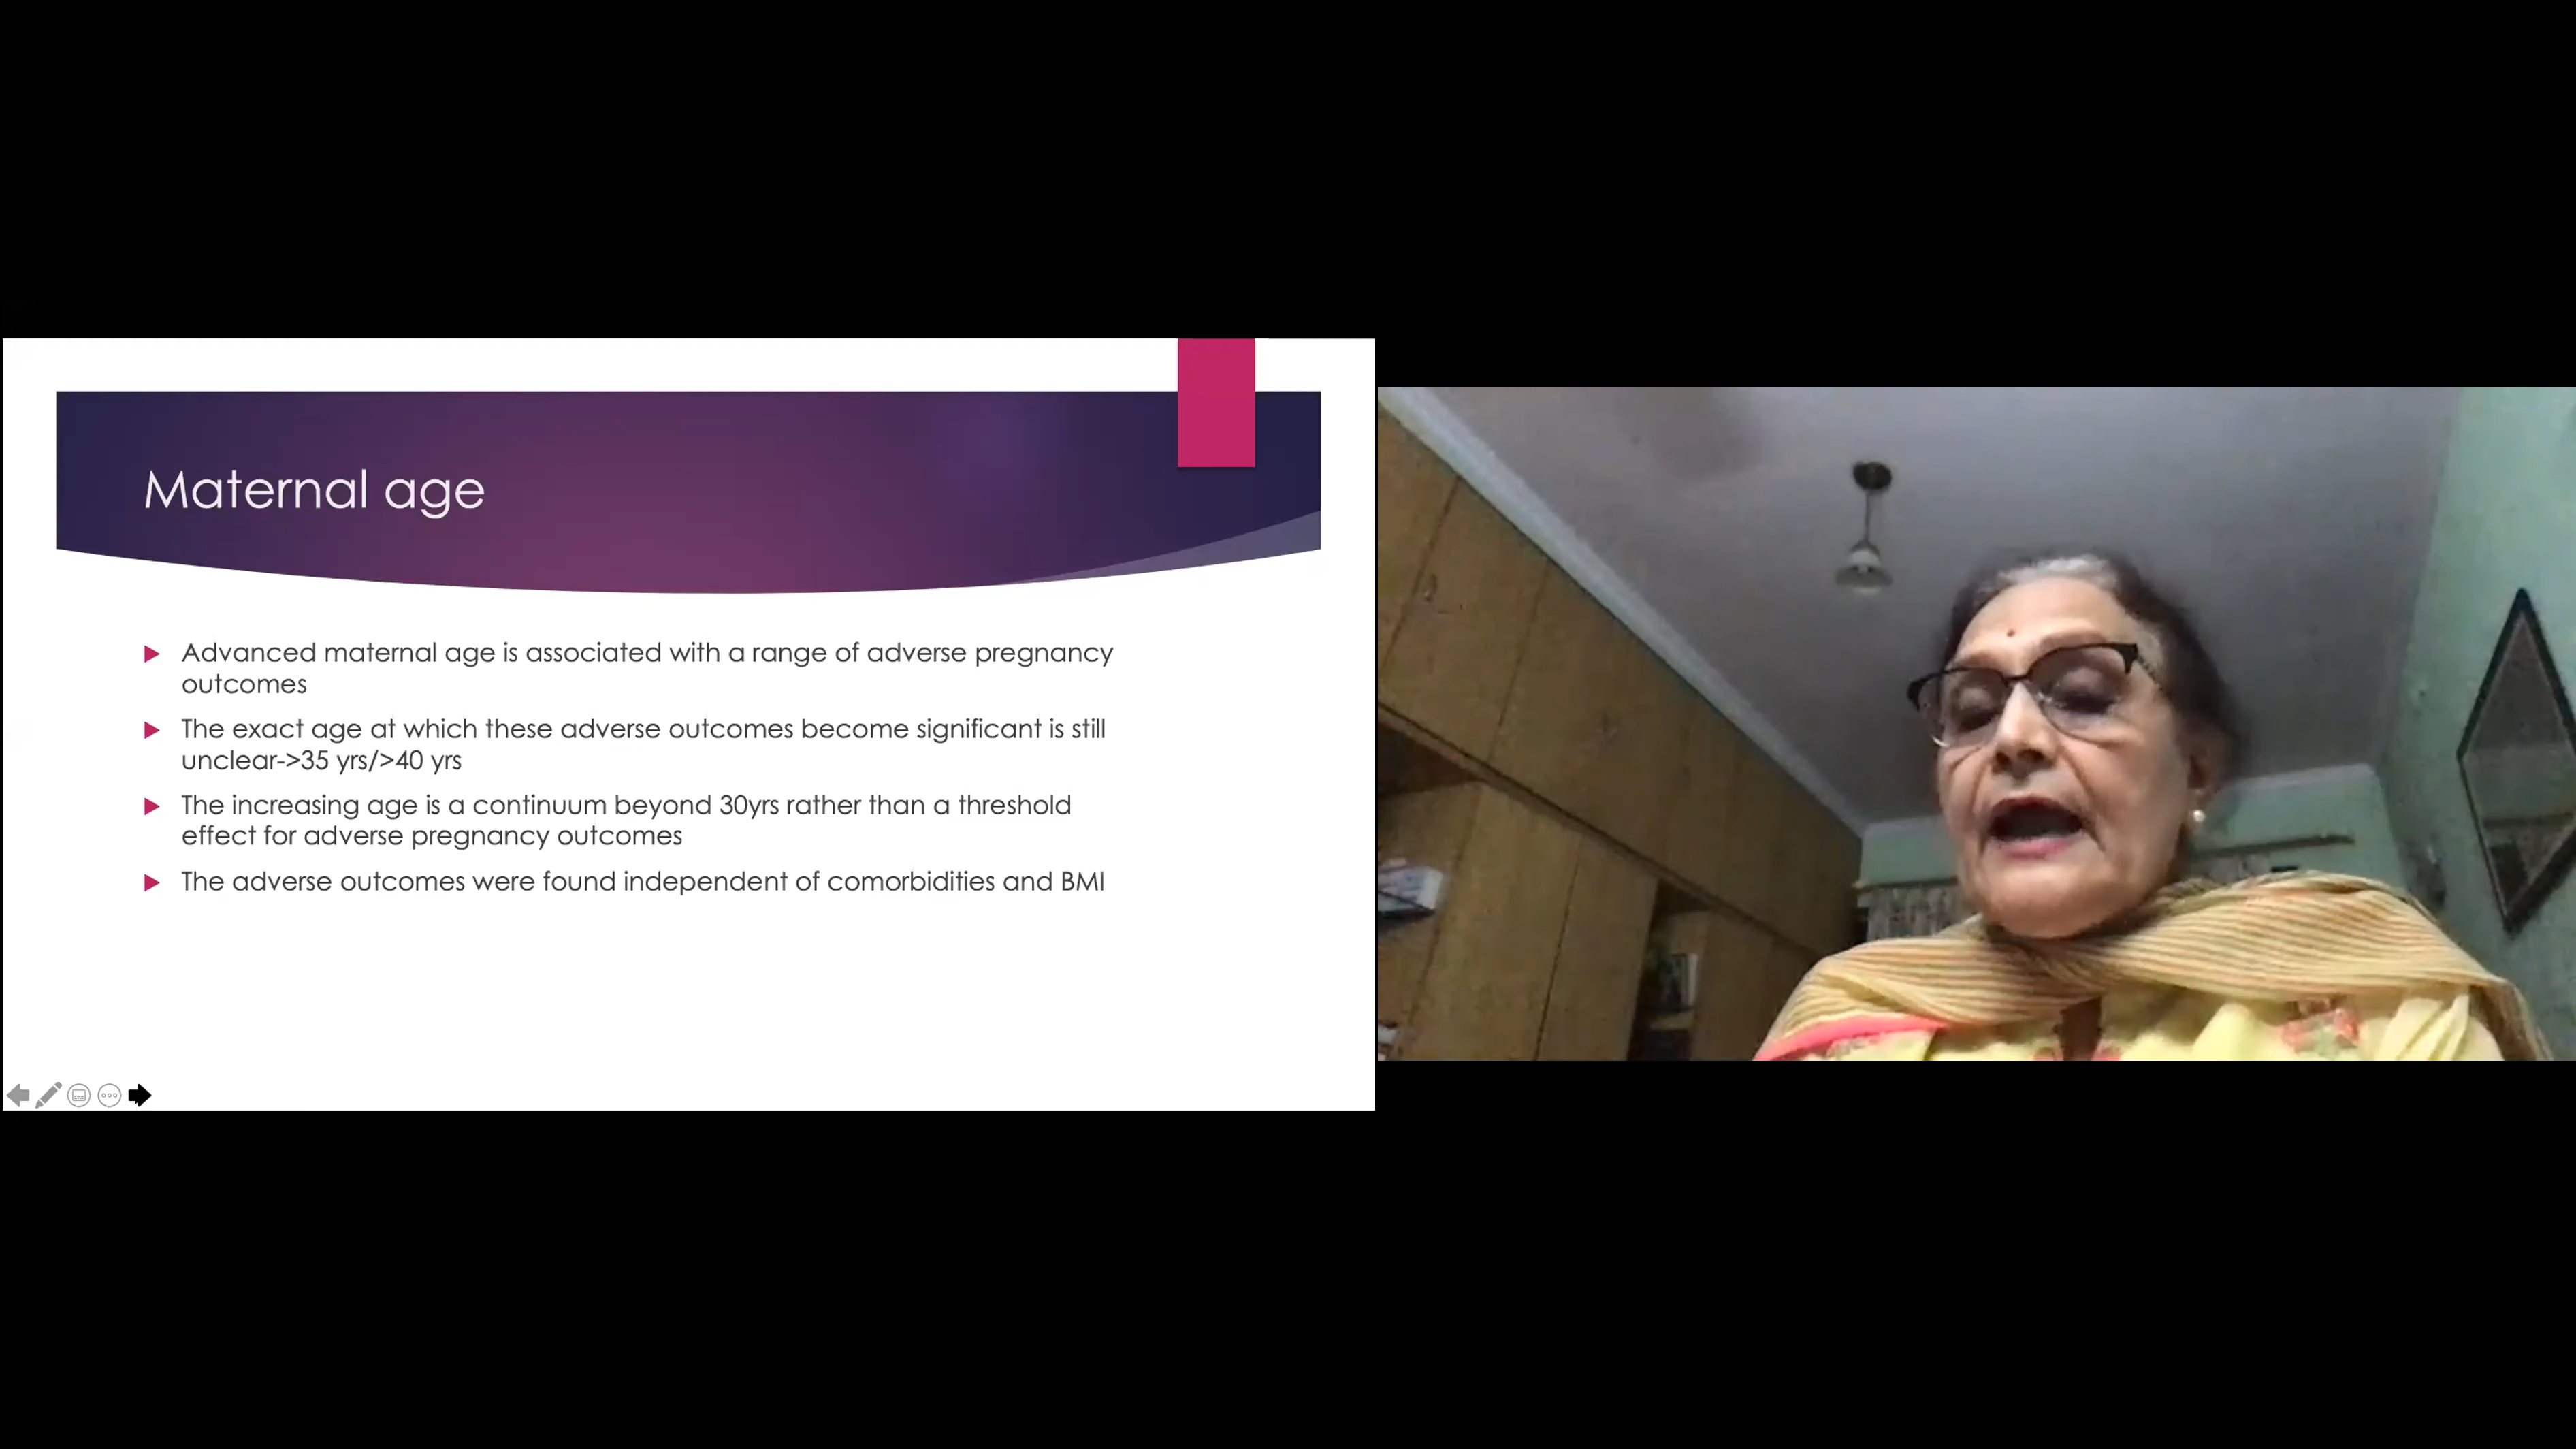 Maternal age
Advanced maternal age is associated with a range of adverse pregnancy
outcomes
The exact age at which these adverse outcomes become significant is still
unclear->35 yrs/>40 yrs
The increasing age is a continuum beyond 30yrs rather than a threshold
effect for adverse pregnancy outcomes
The adverse outcomes were found independent of comorbidities and BMI